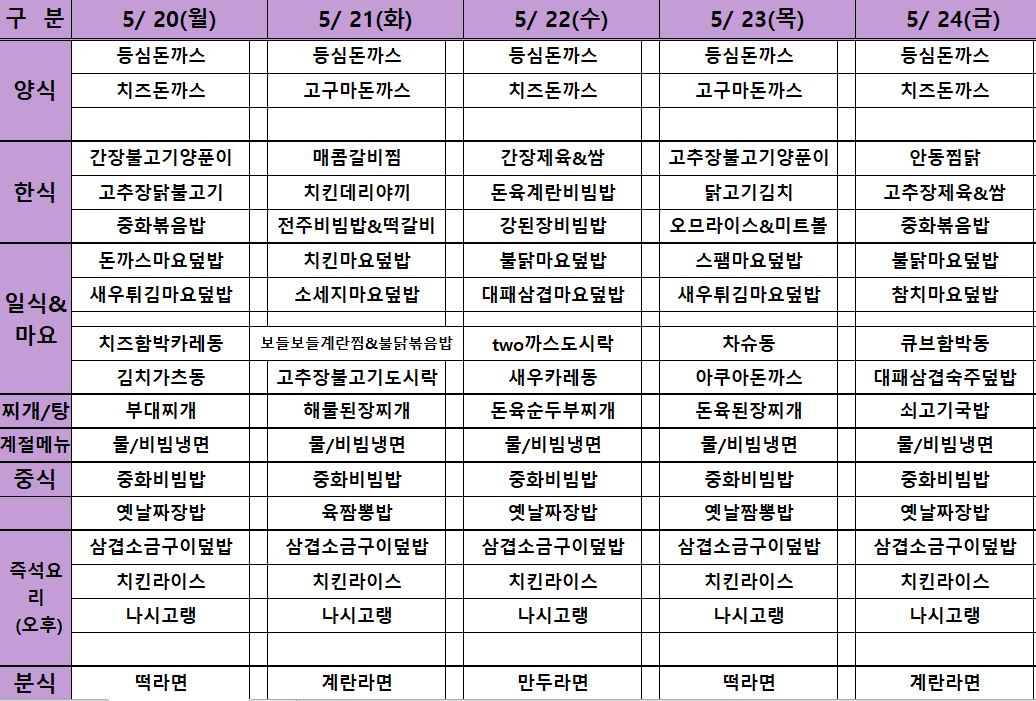 구 분 5/ 20(월) 5/ 21(화) 5/ 22(수) 5/ 23(목) 5/ 24(금)
등심돈까스 등심돈까스 등심돈까스 등심돈까스 등심돈까스
양식 치즈돈까스 고구마돈까스 치즈돈까스 고구마돈까스 치즈돈까스
간장불고기양푼이 매콤갈비찜 간장제육&쌈 고추장불고기양푼이 안동찜닭
한식 고추장닭불고기 치킨데리야끼 돈육계란비빔밥 닭고기김치 고추장제육&쌈
중화볶음밥 전주비빔밥&떡갈비 강된장비빔밥 오므라이스&미트볼 중화볶음밥
돈까스마요덮밥 치킨마요덮밥 불닭마요덮밥 스팸마요덮밥 불닭마요덮밥
일식& 새우튀김마요덮밥 소세지마요덮밥 대패삼겹마요덮밥 새우튀김마요덮밥 참치마요덮밥
마요 치즈함박카레동 보들보들계란찜&불닭볶음밥 two까스도시락 차슈동 큐브함박동
김치가츠동 고추장불고기도시락 새우카레동 아쿠아돈까스 대패삼겹숙주덮밥
찌개/탕 부대찌개 해물된장찌개 돈육순두부찌개 돈육된장찌개 쇠고기국밥
계절메뉴 물/비빔냉면 물/비빔냉면 물/비빔냉면 물/비빔냉면 물/비빔냉면
중식 중화비빔밥 중화비빔밥 중화비빔밥 중화비빔밥 중화비빔밥
옛날짜장밥 육짬뽕밥 옛날짜장밥 옛날짬뽕밥 옛날짜장밥
삼겹소금구이덮밥 삼겹소금구이덮밥 삼겹소금구이덮밥 삼겹소금구이덮밥 삼겹소금구이덮밥
즉석요
리
(오후)
치킨라이스 치킨라이스 치킨라이스 치킨라이스 치킨라이스
나시고랭 나시고랭 나시고랭 나시고랭 나시고랭
분식 떡라면 계란라면 만두라면 떡라면 계란라면